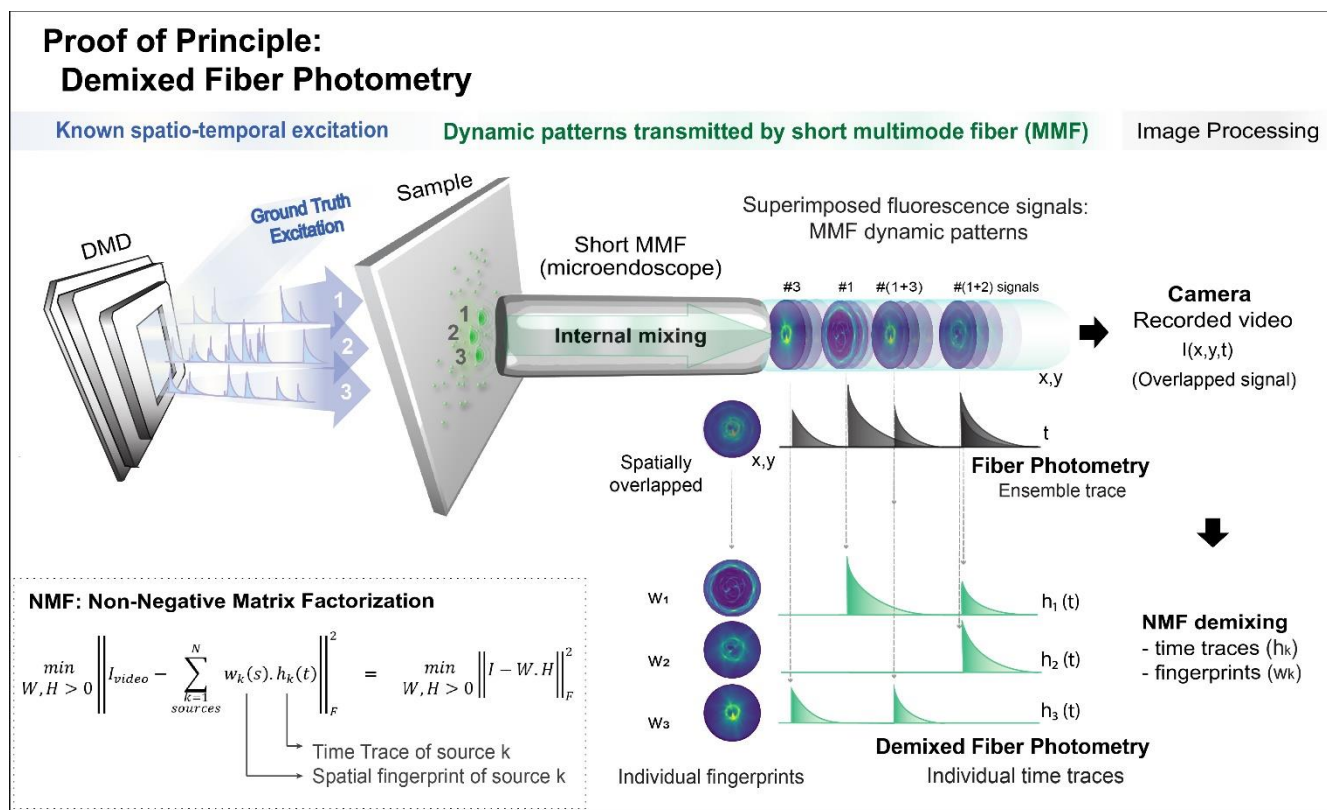 Proof of Principle:
Demixed Fiber Photometry
Known spatio-temporal excitation
Dynamic patterns transmitted by short multimode fiber (MMF)
Image Processing
DMD
Ground Truth
Excitation
1
2
3
Sample
1
2
3
Short MMF
(microendoscope)
Internal mixing
Superimposed fluorescence signals:
MMF dynamic patterns
#3
#1
#(1+3)
#(1+2) signals
x,y
Camera
Recorded video
I(x,y,t)
(Overlapped signal)
t
Spatially
overlapped
x,y
Fiber Photometry
Ensemble trace
W1
h1 (t)
W2
h2 (t)
W3
h3 (t)
Individual fingerprints
Demixed Fiber Photometry
Individual time traces
NMF demixing
- time traces (hk)
- fingerprints (wk)
NMF: Non-Negative Matrix Factorization
min W, H > 0 ‖I_video − ∑_{k=1 sources}^{N} w_k(s). h_k(t)‖_F^2 = min W, H > 0 ‖I − W. H‖_F^2
Time Trace of source k
Spatial fingerprint of source k